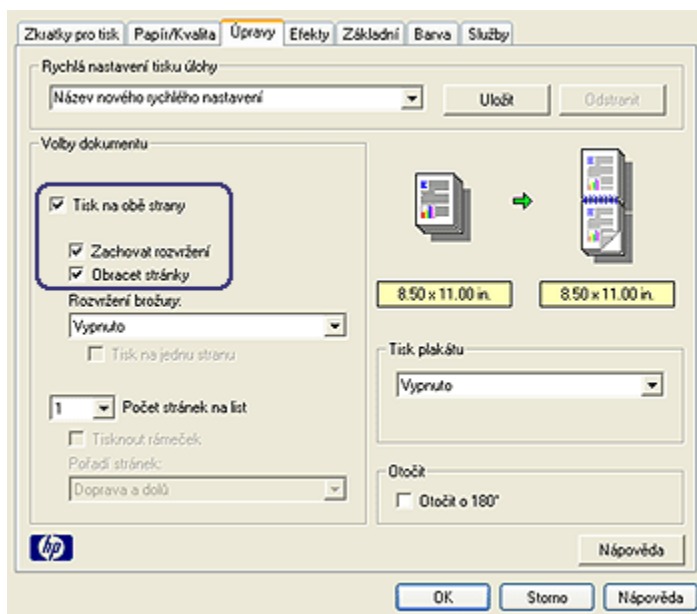 Zkratky pro tisk Papír/Kvalita Úpravy Efekty Základní Barva Služby
Rychlá nastavení tisku úlohy
Název nového rychlého nastavení Uložit Odstranit
Volby dokumentu
Tisk na obě strany
Zachovat rozvržení
Obracet stránky
Rozvržení brožury:
Vypnuto
Tisk na jednu stranu
1 Počet stránek na list
Tisknout rámeček
Pořadí stránek:
Doprava a dolů
8.50 x 11.00 in. 8.50 x 11.00 in.
Tisk plakátu
Vypnuto
Otočit
Otočit o 180°
hp
Nápověda
OK Storno Nápověda